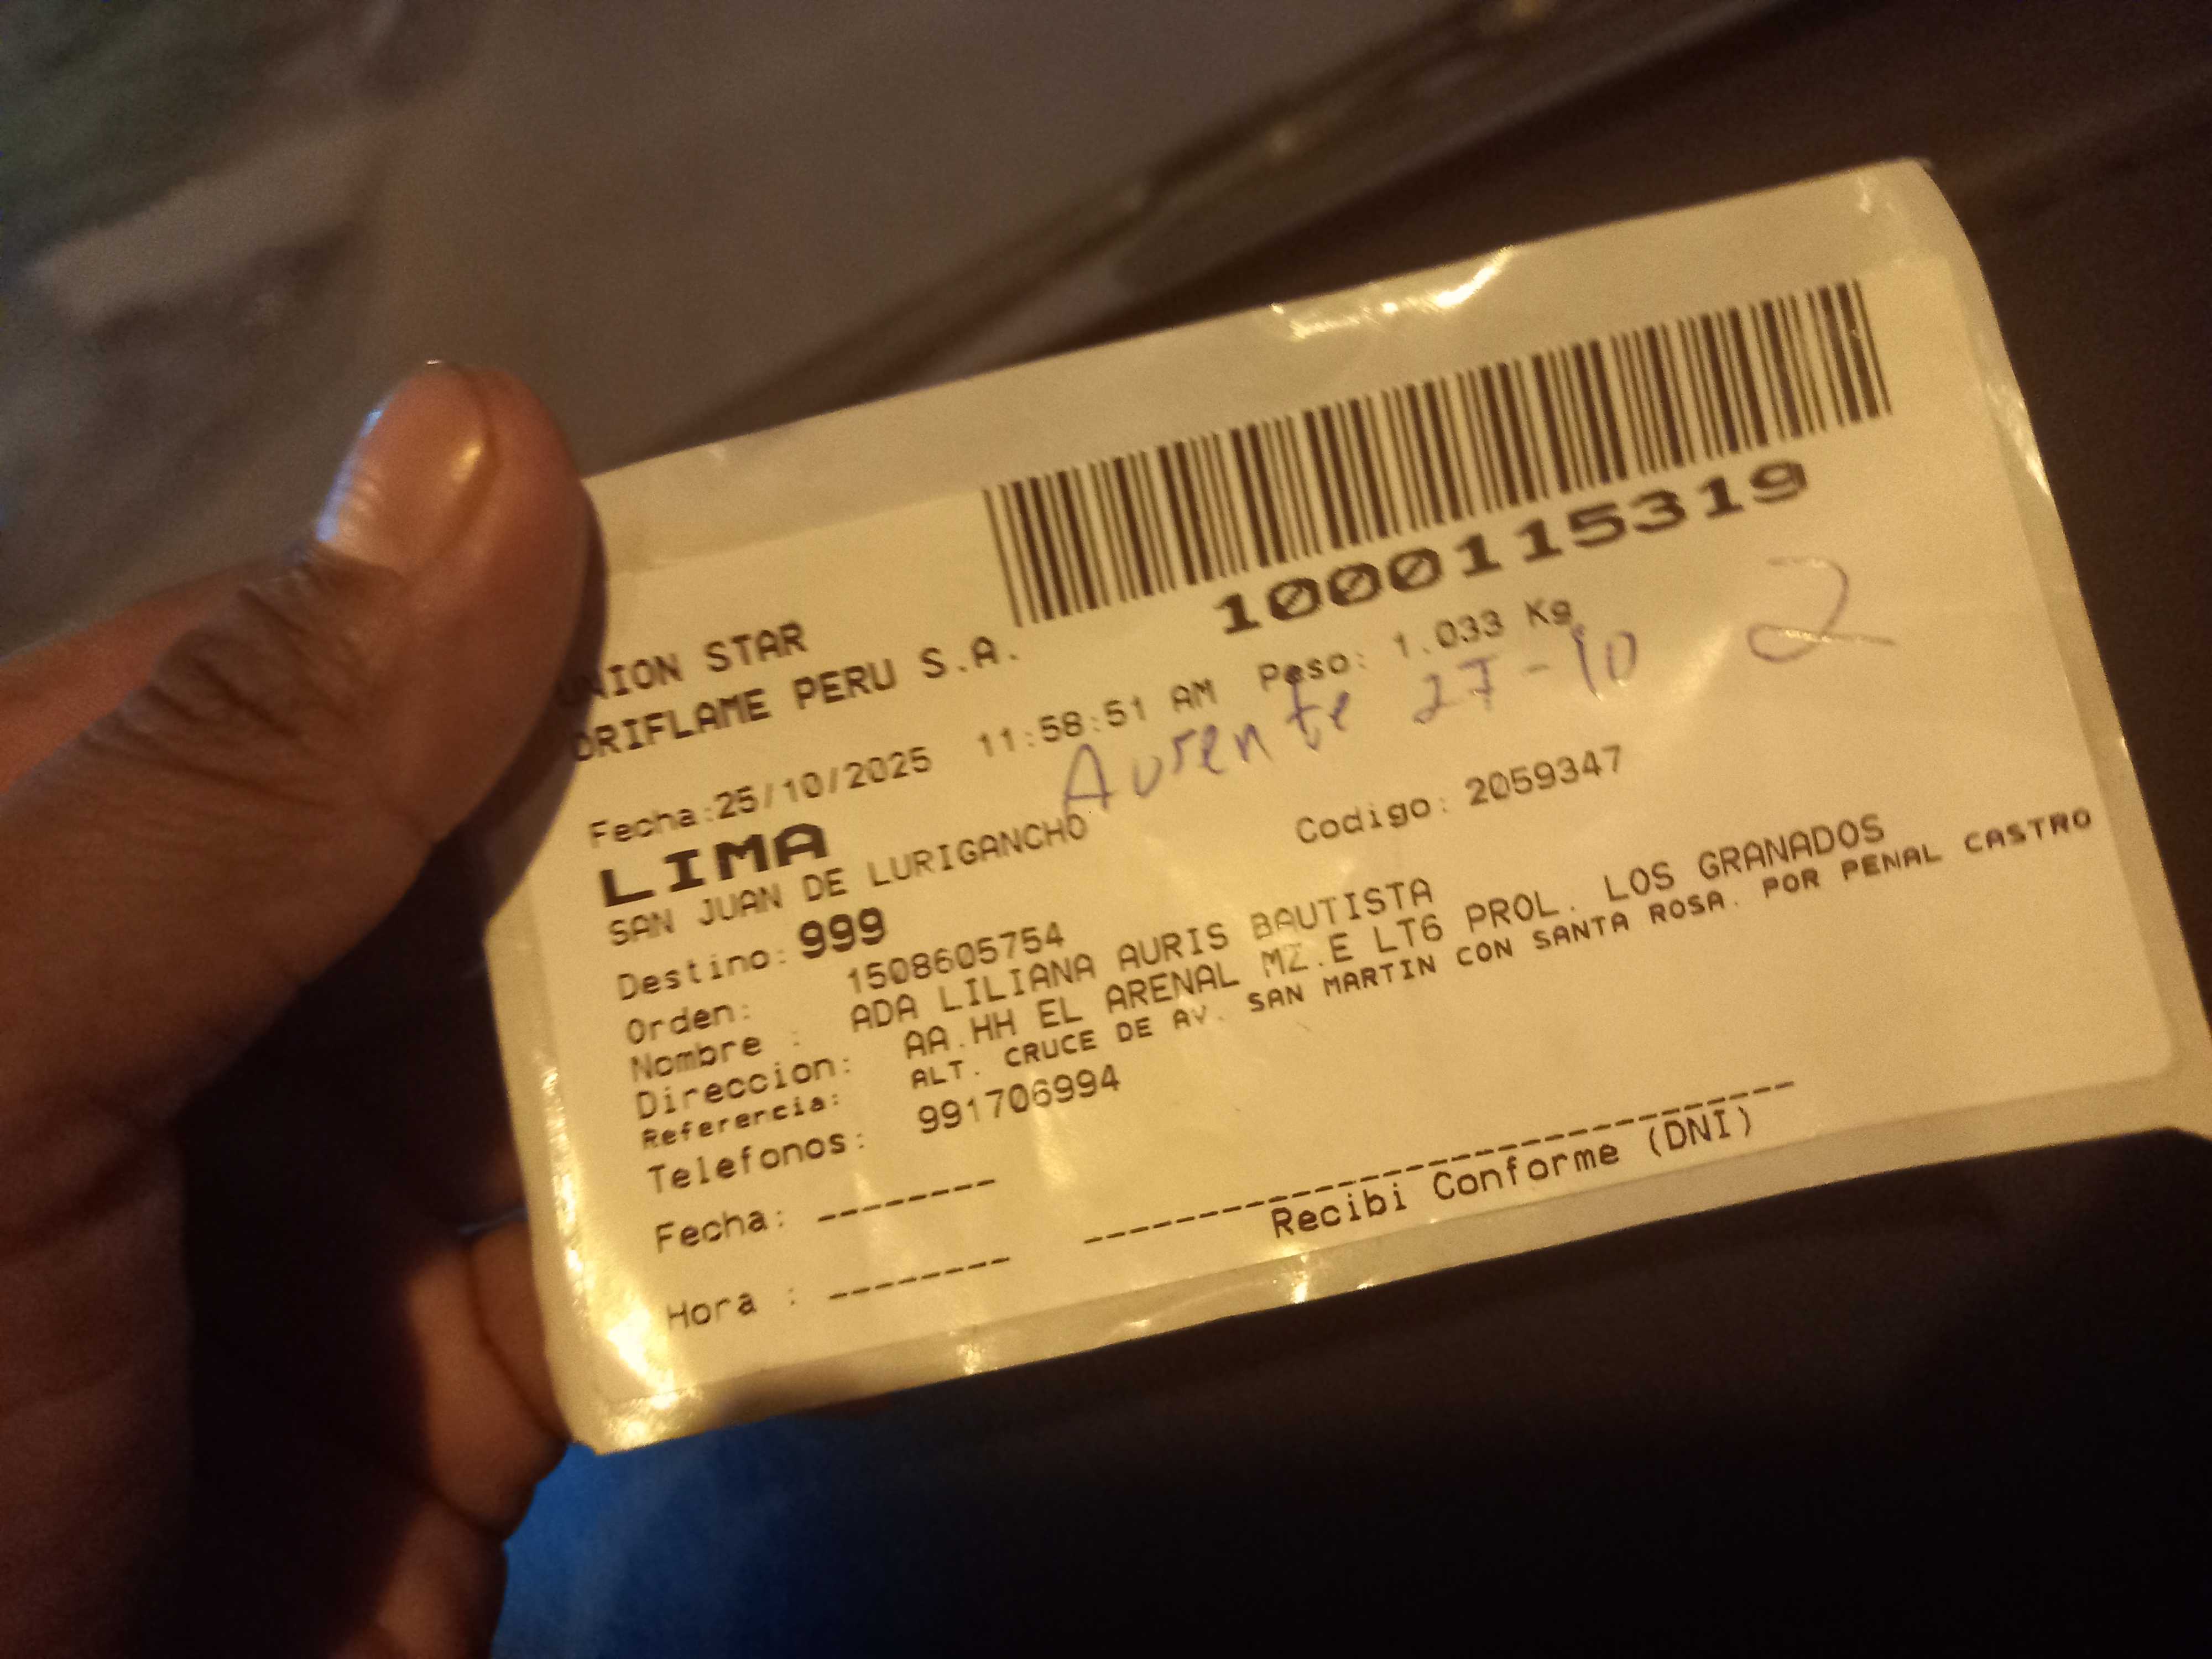 1000115319
UNION STAR
ORIFLAME PERU S.A.
Fecha:25/10/2025 11:58:51 AM Peso: 1.033 Kg.
Ausente 27-10 2
LIMA
SAN JUAN DE LURIGANCHO Codigo: 2059347
Destino: 999
Orden: 1508605754
Nombre : ADA LILIANA AURIS BAUTISTA
Direccion: AA.HH EL ARENAL MZ.E LT6 PROL. LOS GRANADOS
Referencia: ALT. CRUCE DE AV. SAN MARTIN CON SANTA ROSA. POR PENAL CASTRO
Telefonos: 991706994
Fecha: --------
Recibi Conforme (DNI)
Hora : --------